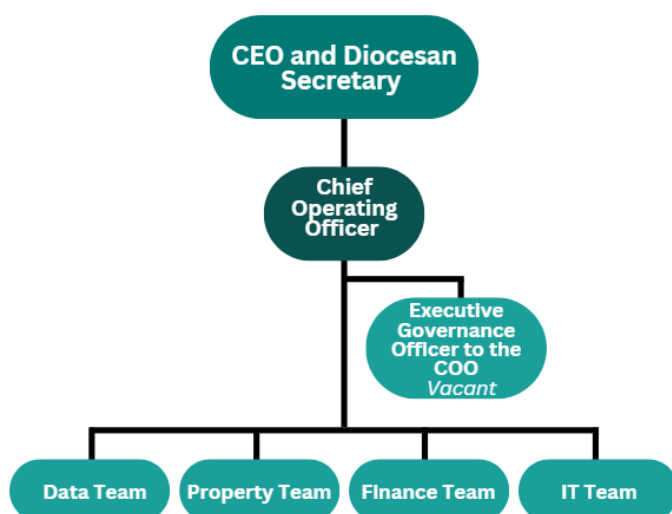 CEO and Diocesan
Secretary
Chief
Operating
Officer
Executive
Governance
Officer to the
COO
Vacant
Data Team
Property Team
Finance Team
IT Team